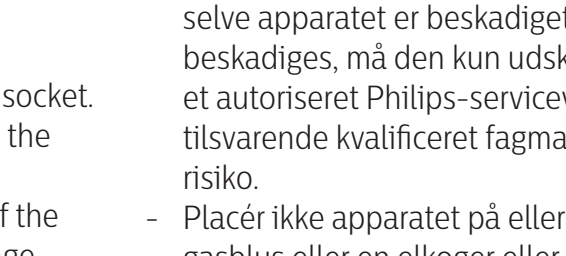 socket.
the
f the
selve apparatet er beskadiget
beskadiges, må den kun udsk
et autoriseret Philips-servicev
tilsvarende kvalificeret fagma
risiko.
- Placér ikke apparatet på eller
gasblus eller en elkoger eller